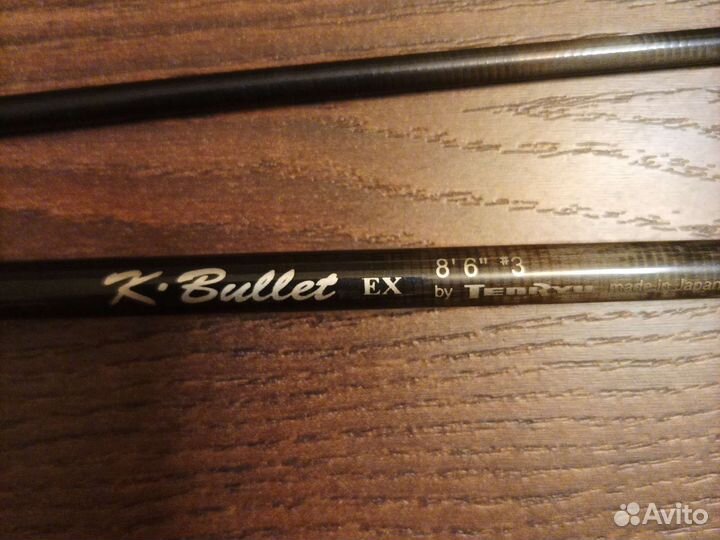 K·Bullet EX 8' 6" #3
by TENRYU made in Japan
Avito